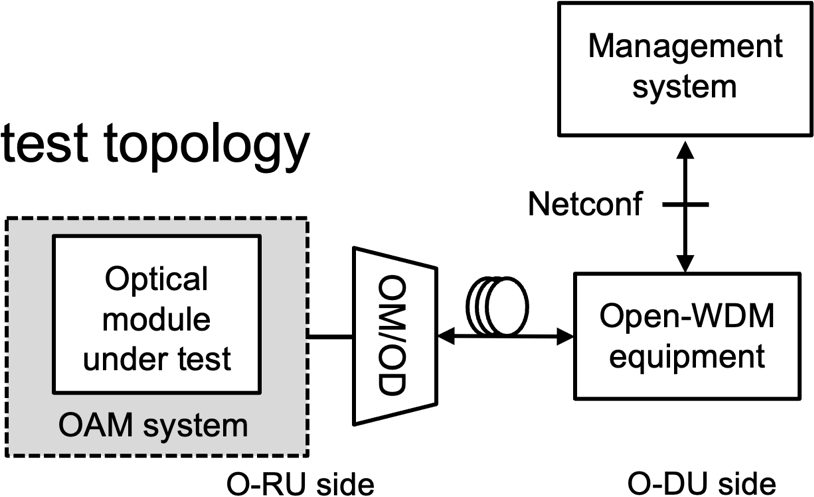 Management
system
test topology
Netconf
Optical
module
under test
OM/OD
Open-WDM
equipment
OAM system
O-RU side
O-DU side